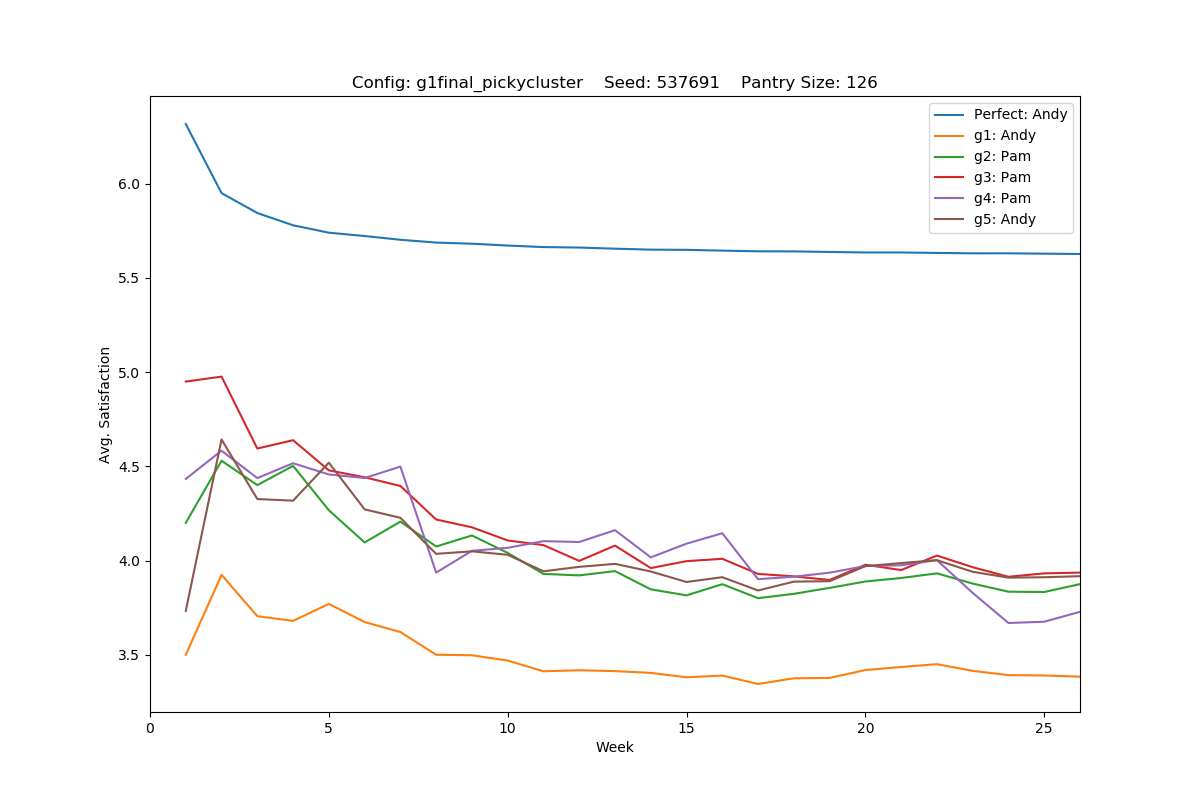 Config: g1final_pickycluster    Seed: 537691    Pantry Size: 126
Perfect: Andy
g1: Andy
g2: Pam
g3: Pam
g4: Pam
g5: Andy
Avg. Satisfaction
6.0
5.5
5.0
4.5
4.0
3.5
0 5 10 15 20 25
Week